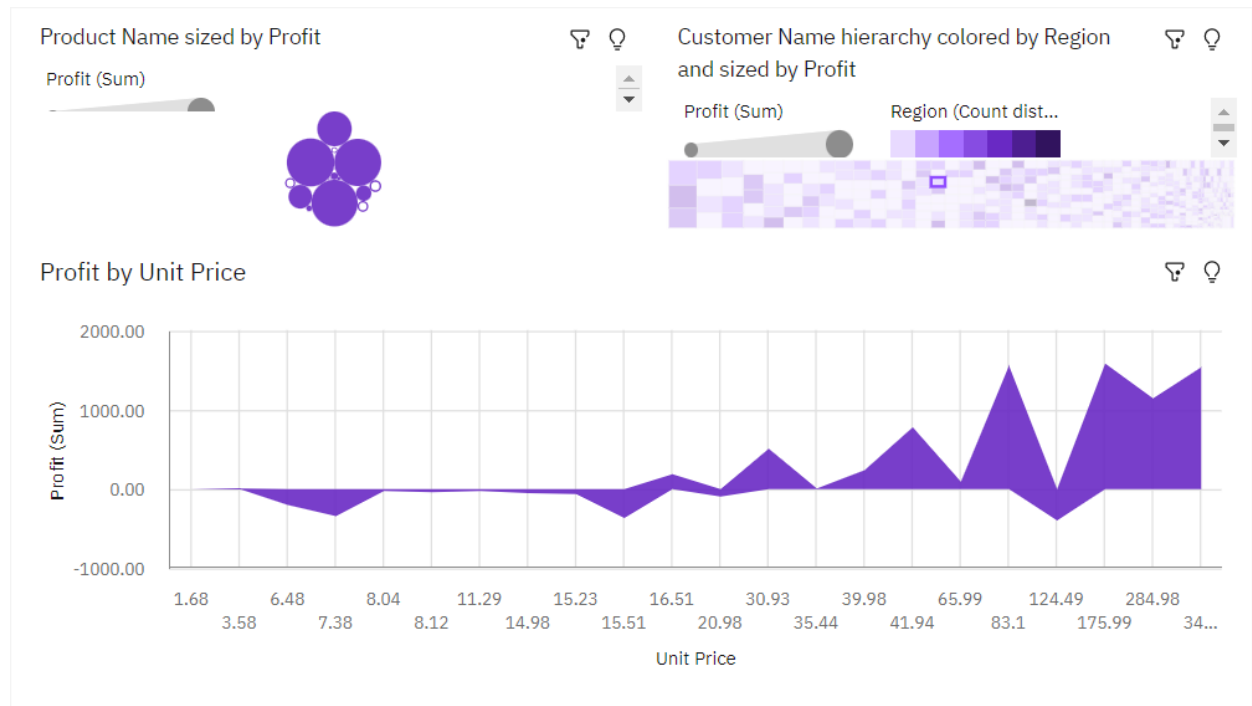 Product Name sized by Profit
Profit (Sum)
Customer Name hierarchy colored by Region
and sized by Profit
Profit (Sum)
Region (Count dist...
Profit by Unit Price
Profit (Sum)
2000.00
1000.00
0.00
-1000.00
1.68
3.58
6.48
7.38
8.04
8.12
11.29
14.98
15.23
15.51
16.51
20.98
30.93
35.44
39.98
41.94
65.99
83.1
124.49
175.99
284.98
34...
Unit Price